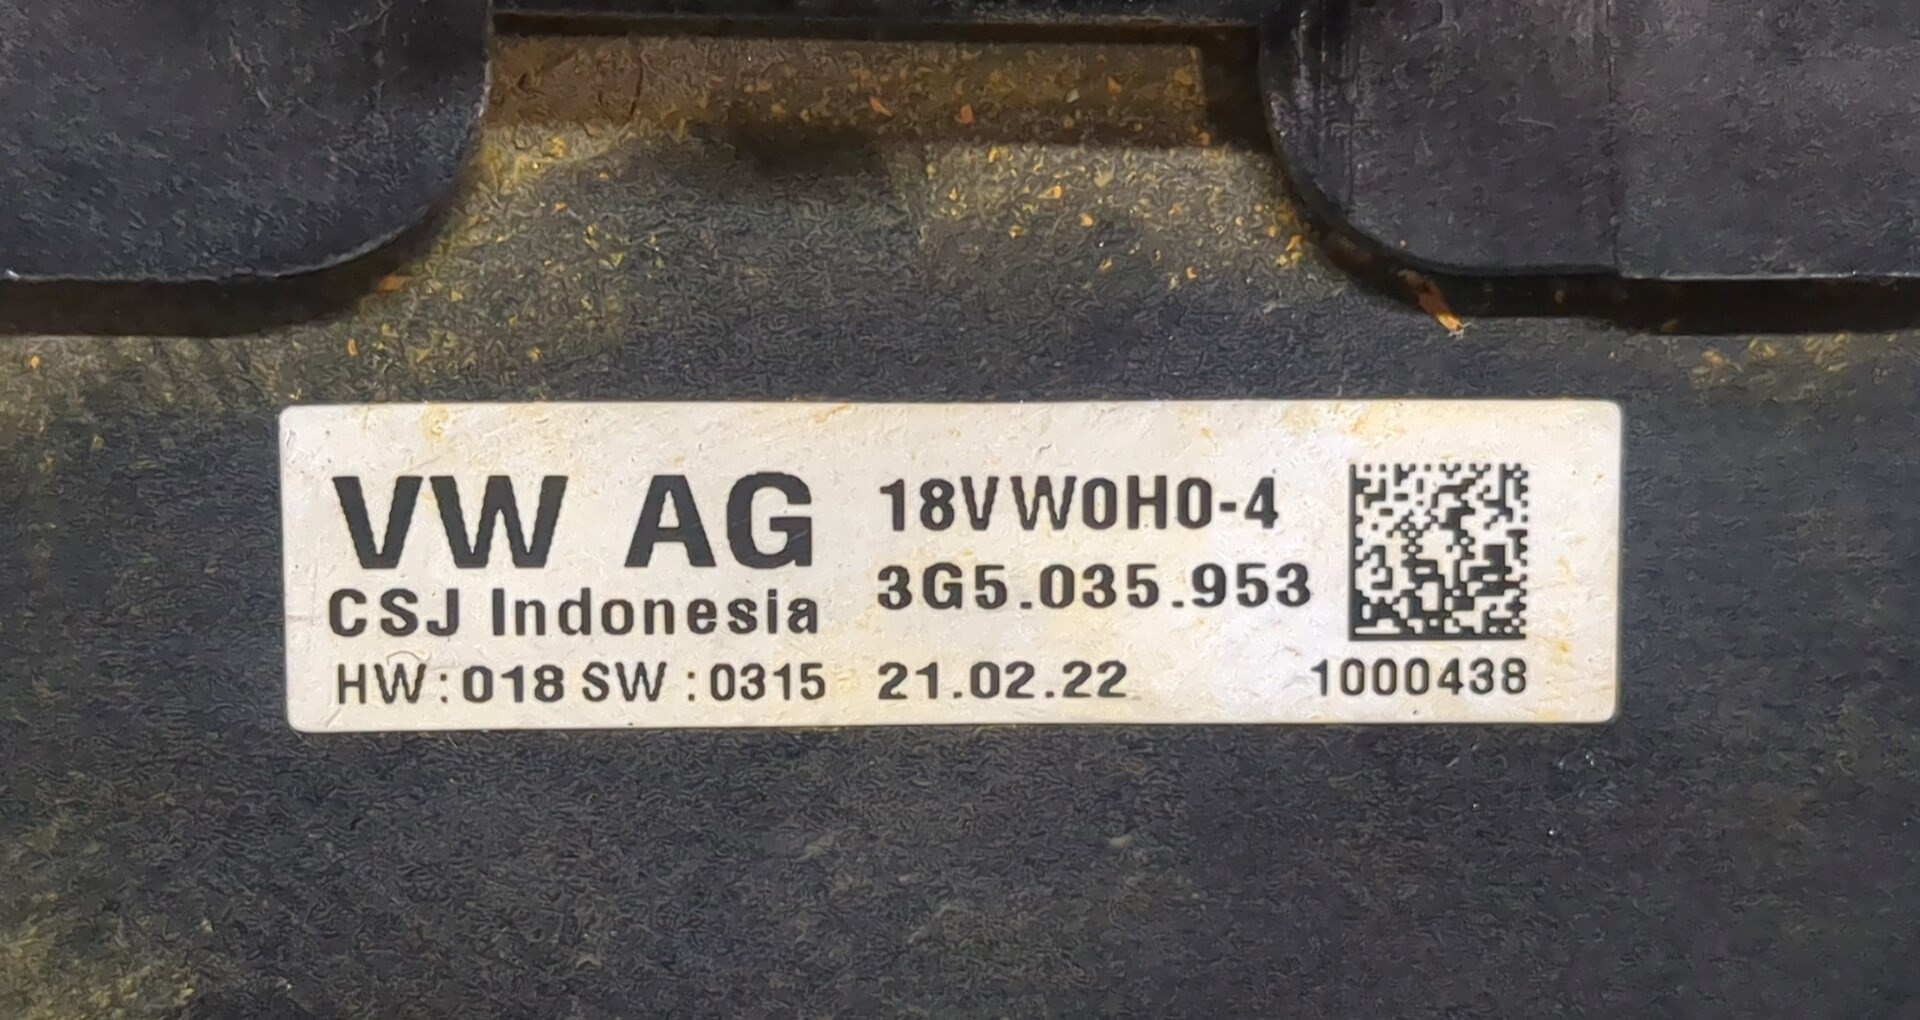 VW AG 18VW0H0-4
CSJ Indonesia 3G5.035.953
HW:018 SW:0315 21.02.22 1000438